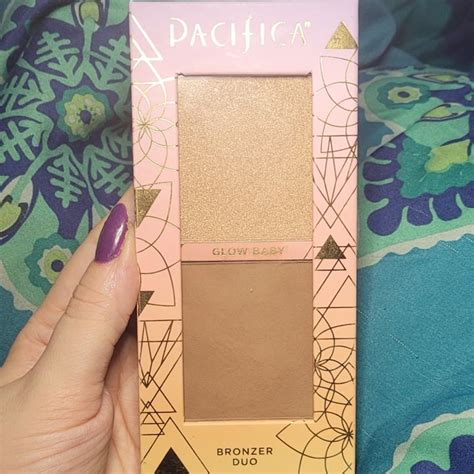 PACIFICA®
GLOW BABY
BRONZER
DUO